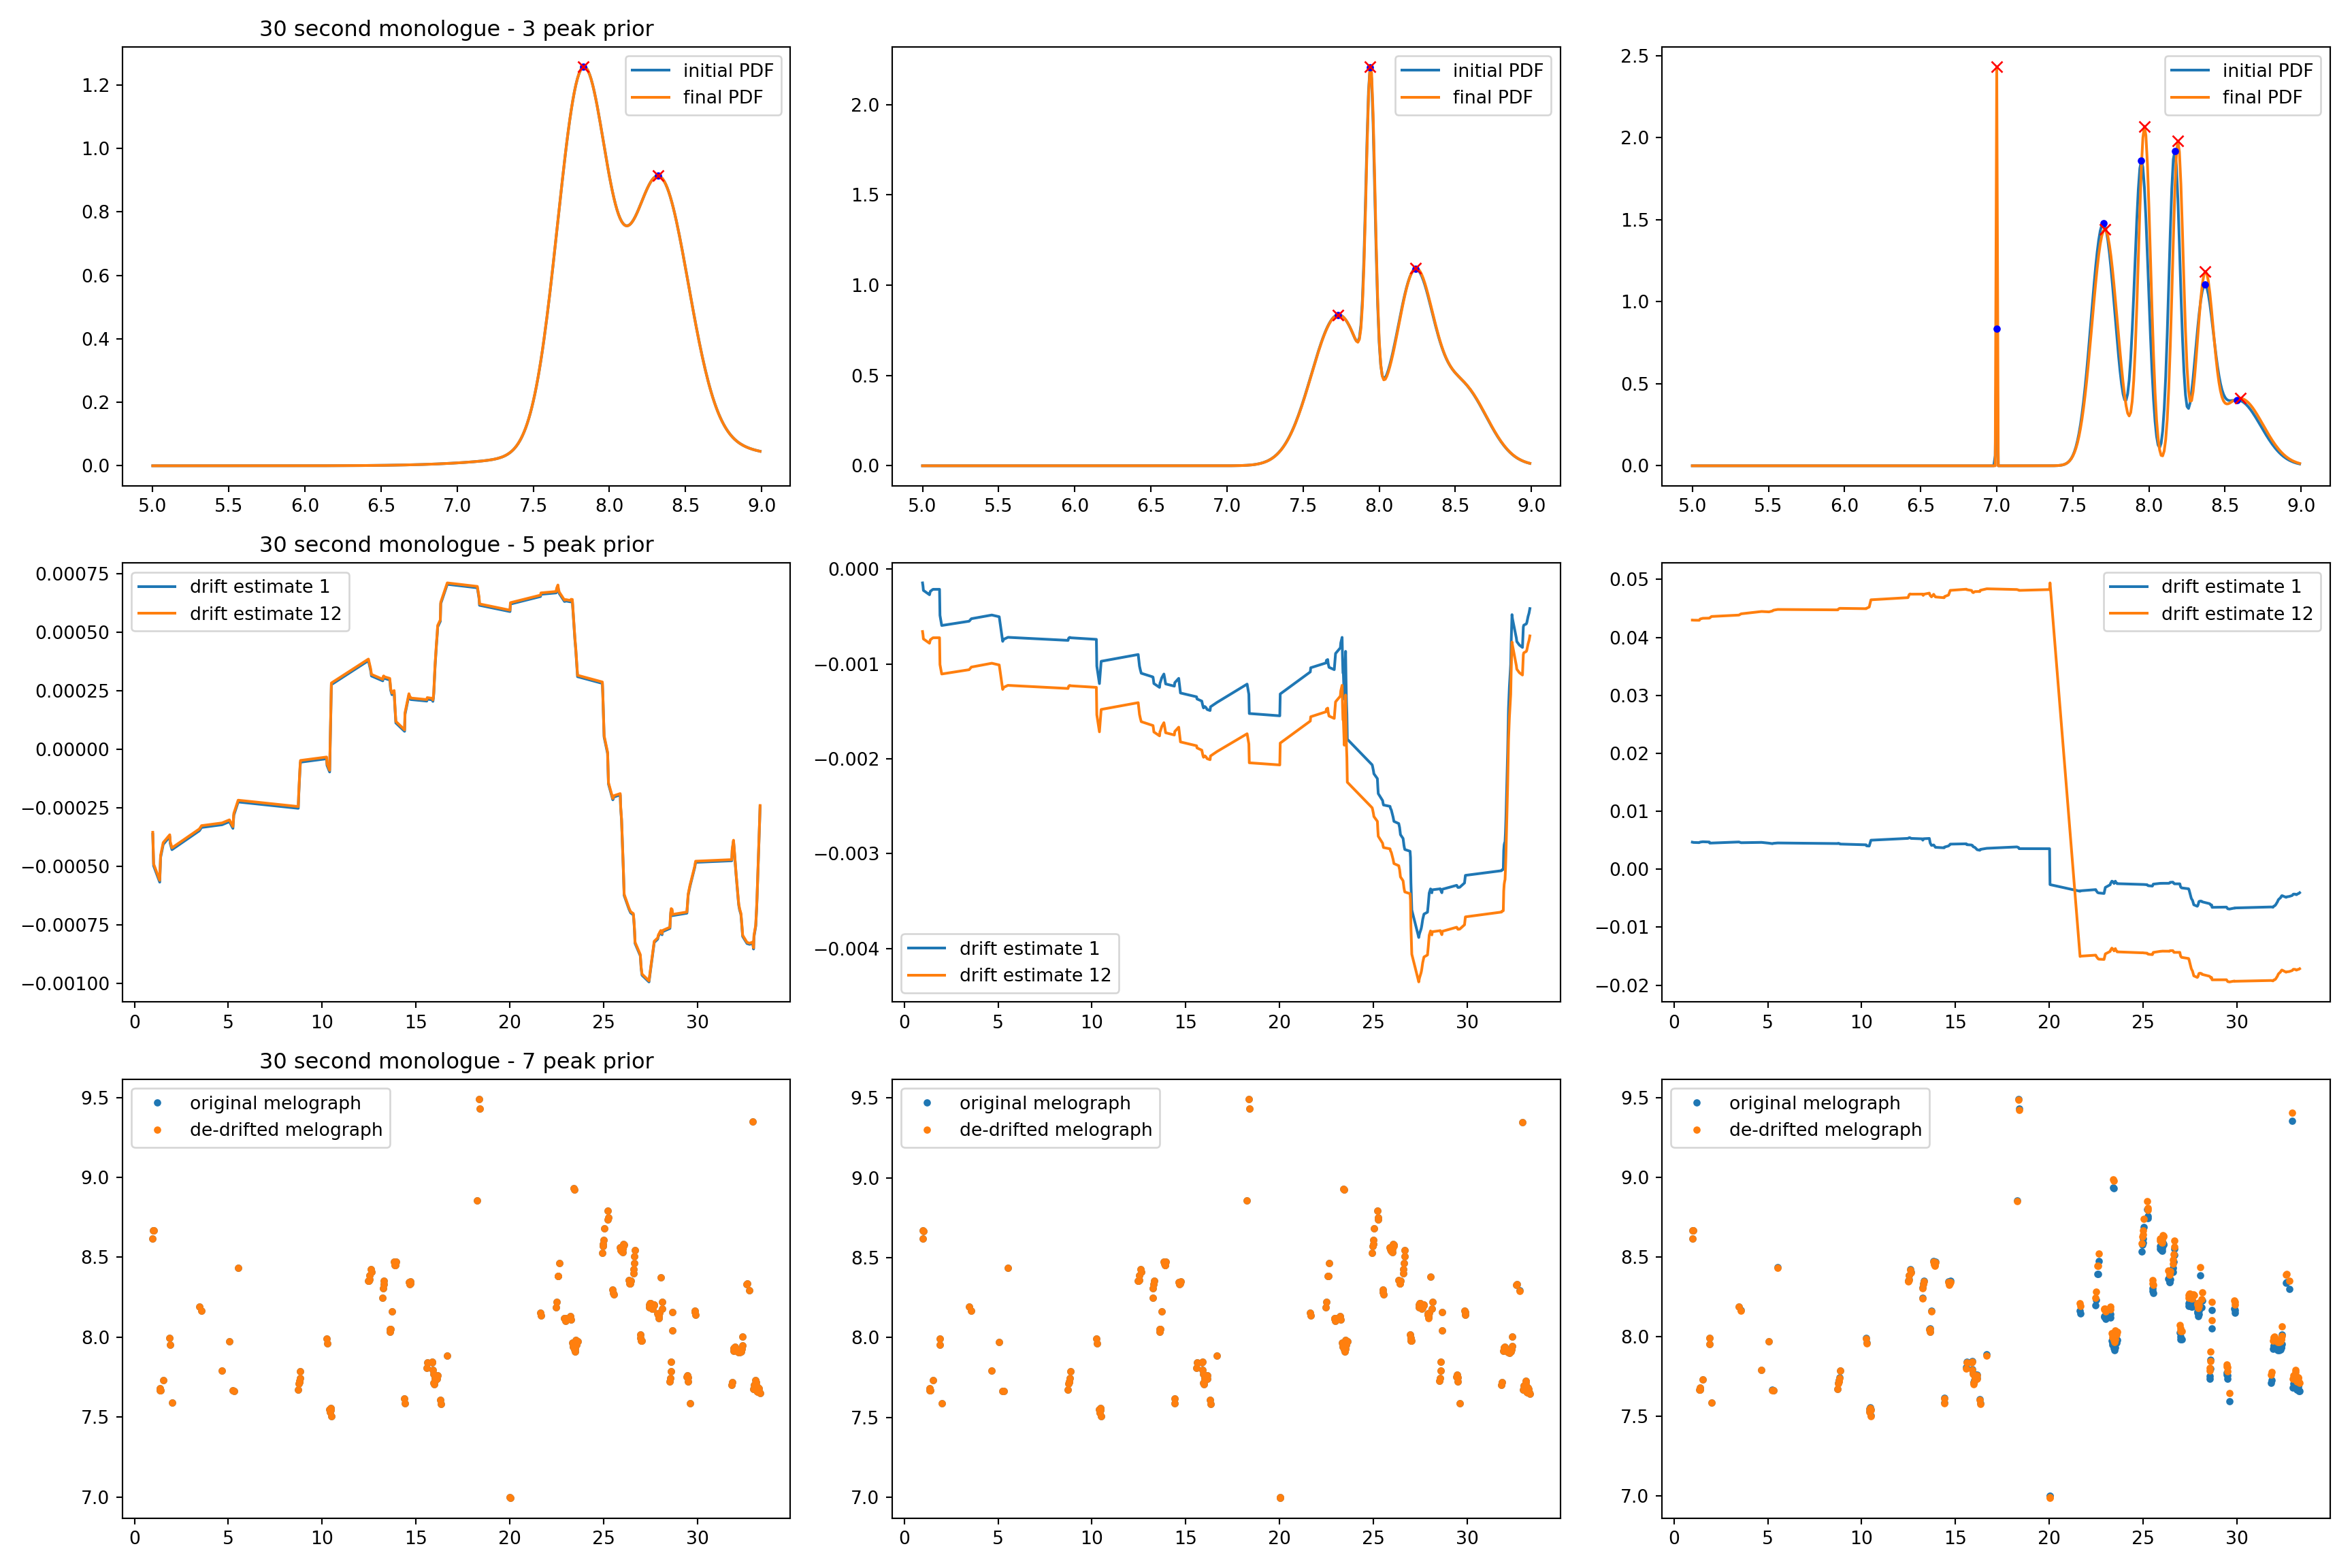 30 second monologue - 3 peak prior
initial PDF
final PDF
1.2
1.0
0.8
0.6
0.4
0.2
0.0
5.0 5.5 6.0 6.5 7.0 7.5 8.0 8.5 9.0
initial PDF
final PDF
2.0
1.5
1.0
0.5
0.0
5.0 5.5 6.0 6.5 7.0 7.5 8.0 8.5 9.0
initial PDF
final PDF
2.5
2.0
1.5
1.0
0.5
0.0
5.0 5.5 6.0 6.5 7.0 7.5 8.0 8.5 9.0
30 second monologue - 5 peak prior
drift estimate 1
drift estimate 12
0.00075
0.00050
0.00025
0.00000
−0.00025
−0.00050
−0.00075
−0.00100
0 5 10 15 20 25 30
0.000
−0.001
−0.002
−0.003
−0.004
drift estimate 1
drift estimate 12
0 5 10 15 20 25 30
drift estimate 1
drift estimate 12
0.05
0.04
0.03
0.02
0.01
0.00
−0.01
−0.02
0 5 10 15 20 25 30
30 second monologue - 7 peak prior
original melograph
de-drifted melograph
9.5
9.0
8.5
8.0
7.5
7.0
0 5 10 15 20 25 30
original melograph
de-drifted melograph
9.5
9.0
8.5
8.0
7.5
7.0
0 5 10 15 20 25 30
original melograph
de-drifted melograph
9.5
9.0
8.5
8.0
7.5
7.0
0 5 10 15 20 25 30